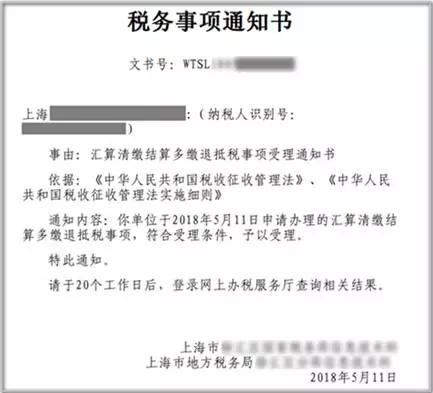 税务事项通知书
文书号：WTSL
上海：(纳税人识别号：
)
事由：汇算清缴结算多缴退抵税事项受理通知书
依据：《中华人民共和国税收征收管理法》、《中华人民
共和国税收征收管理法实施细则》
通知内容：你单位于2018年5月11日申请办理的汇算清缴结
算多缴退抵税事项，符合受理条件，予以受理。
特此通知。
请于20个工作日后，登录网上办税服务厅查询相关结果。
上海市
上海市地方税务局
2018年5月11日